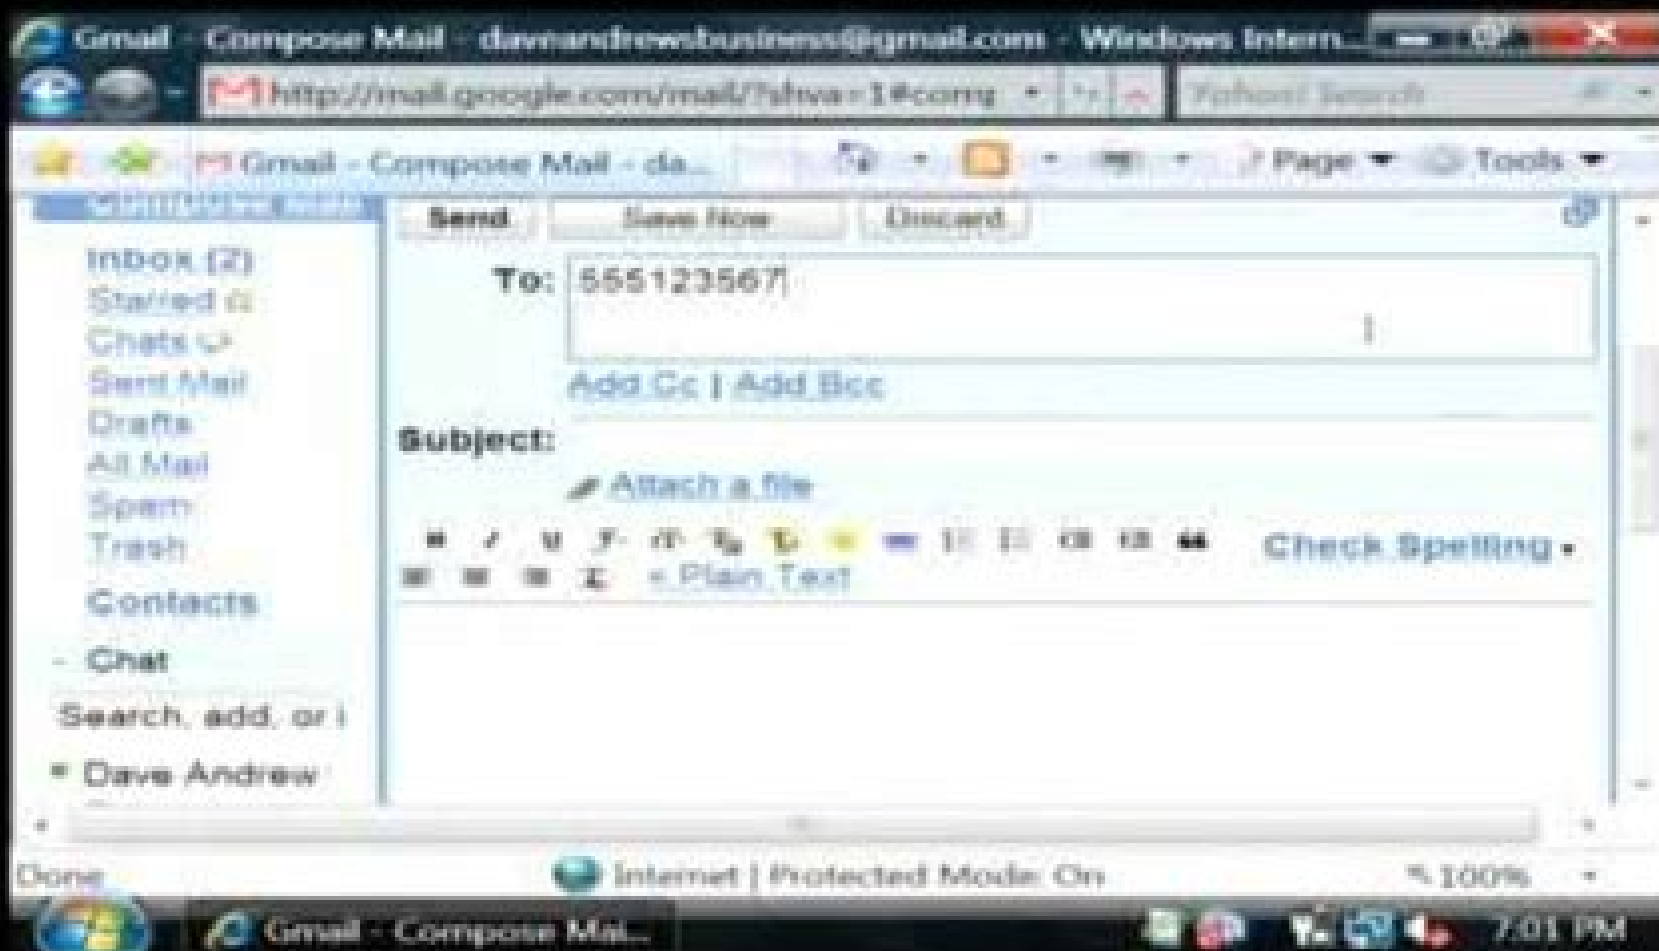 Gmail - Compose Mail - daveandrewsbusiness@gmail.com - Windows Intern...
http://mail.google.com/mail/?shva=1#comp
Yahoo! Search
Gmail - Compose Mail - da...
Page
Tools
Compose Mail
Send
Save Now
Discard
Inbox (2)
To: 555123567
Starred
Chats
Sent Mail
Add Cc | Add Bcc
Drafts
Subject:
All Mail
Attach a file
Spam
Trash
Check Spelling
« Plain Text
Contacts
- Chat
Search, add, or i
Dave Andrew
Done
Internet | Protected Mode: On
100%
Gmail - Compose Mai...
7:01 PM